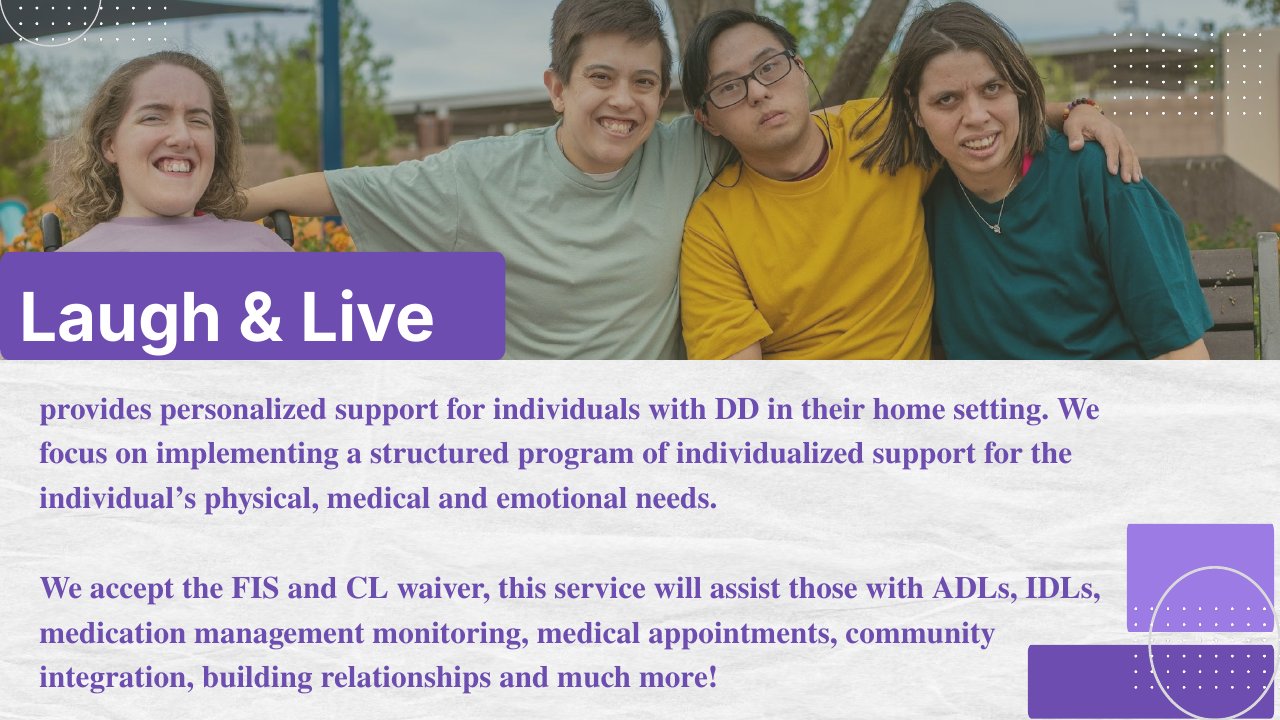 Laugh & Live
provides personalized support for individuals with DD in their home setting. We
focus on implementing a structured program of individualized support for the
individual’s physical, medical and emotional needs.
We accept the FIS and CL waiver, this service will assist those with ADLs, IDLs,
medication management monitoring, medical appointments, community
integration, building relationships and much more!